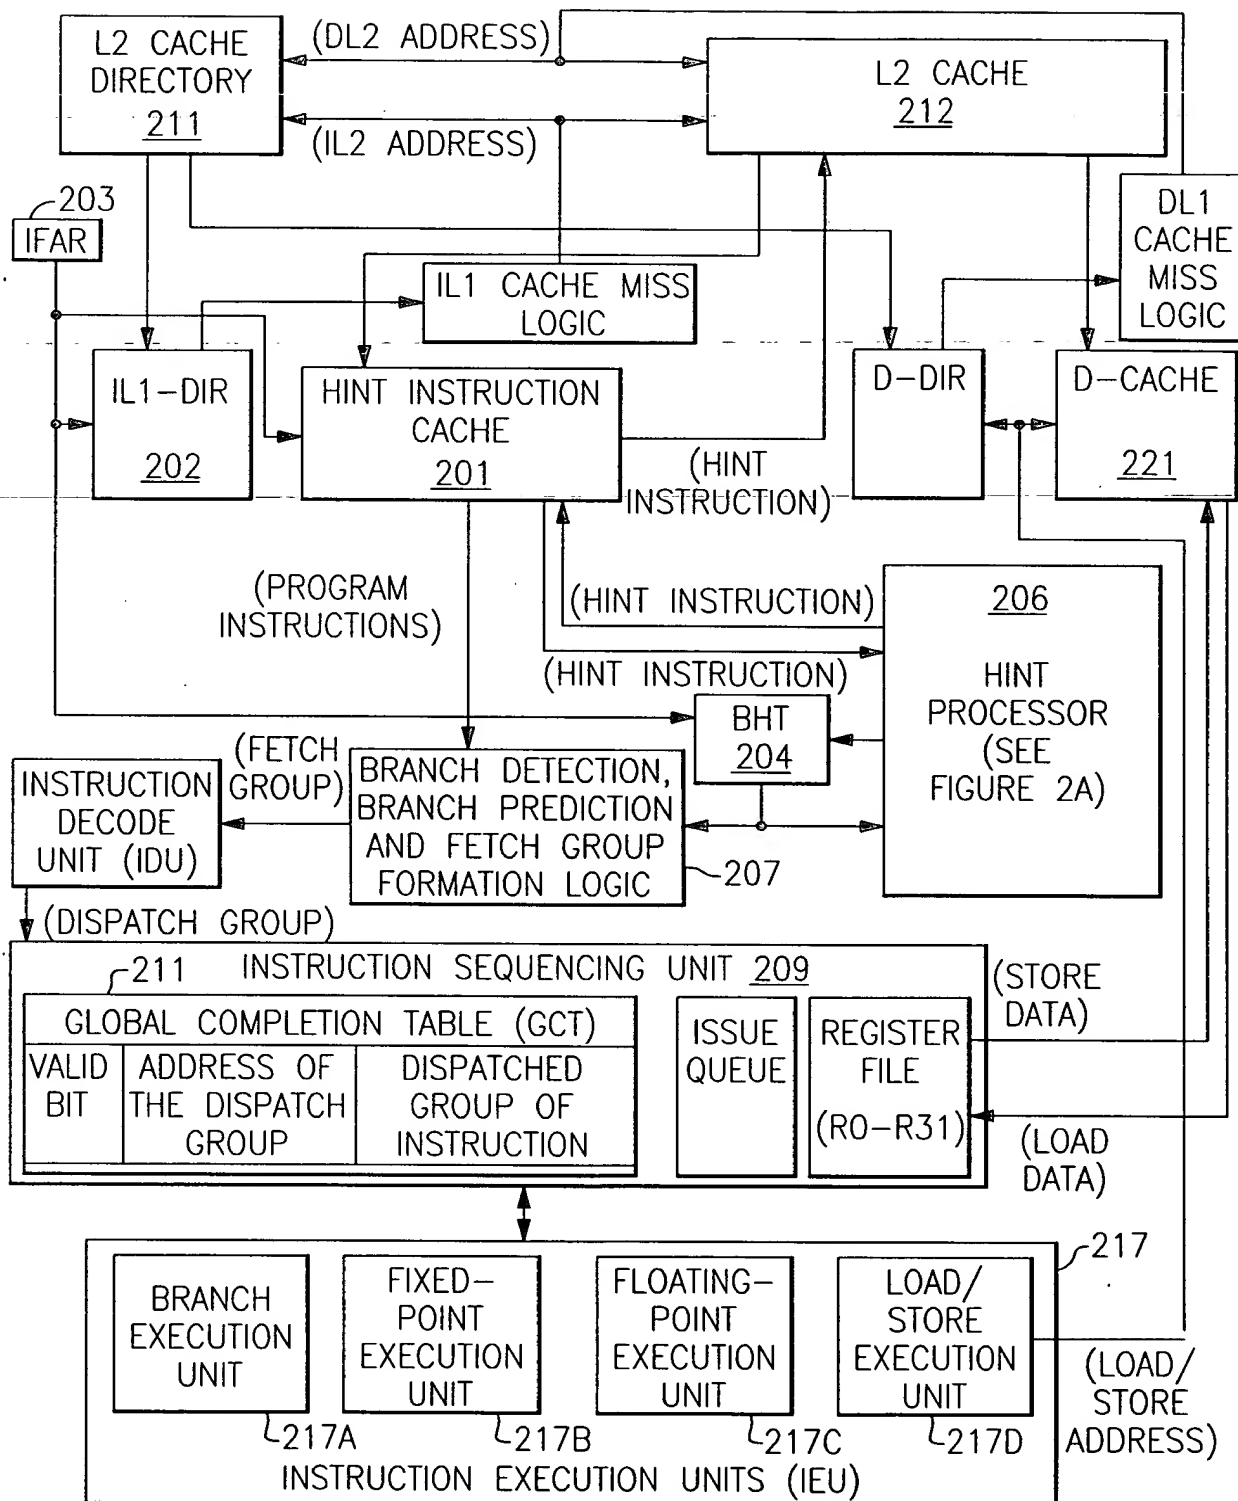 L2 CACHE
DIRECTORY
211
(DL2 ADDRESS)
(IL2 ADDRESS)
L2 CACHE
212
203
IFAR
IL1 CACHE MISS
LOGIC
DL1
CACHE
MISS
LOGIC
IL1-DIR
202
HINT INSTRUCTION
CACHE
201
(HINT
INSTRUCTION)
D-DIR
D-CACHE
221
(PROGRAM
INSTRUCTIONS)
(HINT INSTRUCTION)
(HINT INSTRUCTION)
206
HINT
PROCESSOR
(SEE
FIGURE 2A)
BHT
204
(FETCH
GROUP)
INSTRUCTION
DECODE
UNIT (IDU)
BRANCH DETECTION,
BRANCH PREDICTION
AND FETCH GROUP
FORMATION LOGIC
207
(DISPATCH GROUP)
211
INSTRUCTION SEQUENCING UNIT 209
GLOBAL COMPLETION TABLE (GCT)
VALID
BIT
ADDRESS OF
THE DISPATCH
GROUP
DISPATCHED
GROUP OF
INSTRUCTION
ISSUE
QUEUE
REGISTER
FILE
(R0-R31)
(STORE
DATA)
(LOAD
DATA)
217
BRANCH
EXECUTION
UNIT
FIXED-
POINT
EXECUTION
UNIT
FLOATING-
POINT
EXECUTION
UNIT
LOAD/
STORE
EXECUTION
UNIT
(LOAD/
STORE
ADDRESS)
217A
217B
217C
217D
INSTRUCTION EXECUTION UNITS (IEU)